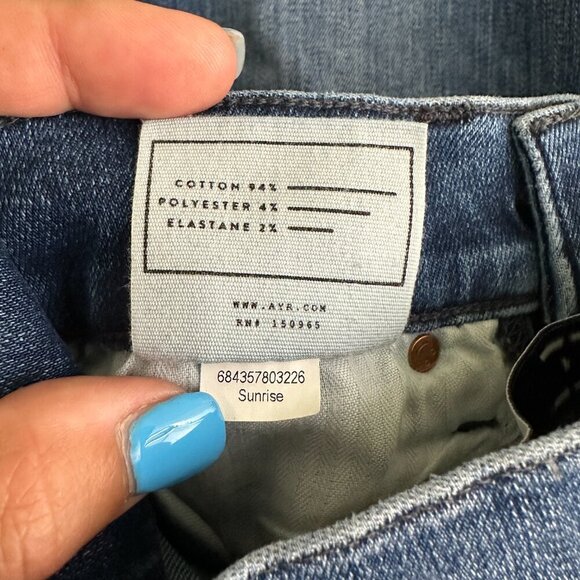 COTTON 94%
POLYESTER 4%
ELASTANE 2%
WWW.AYR.COM
RN# 150965
684357803226
Sunrise